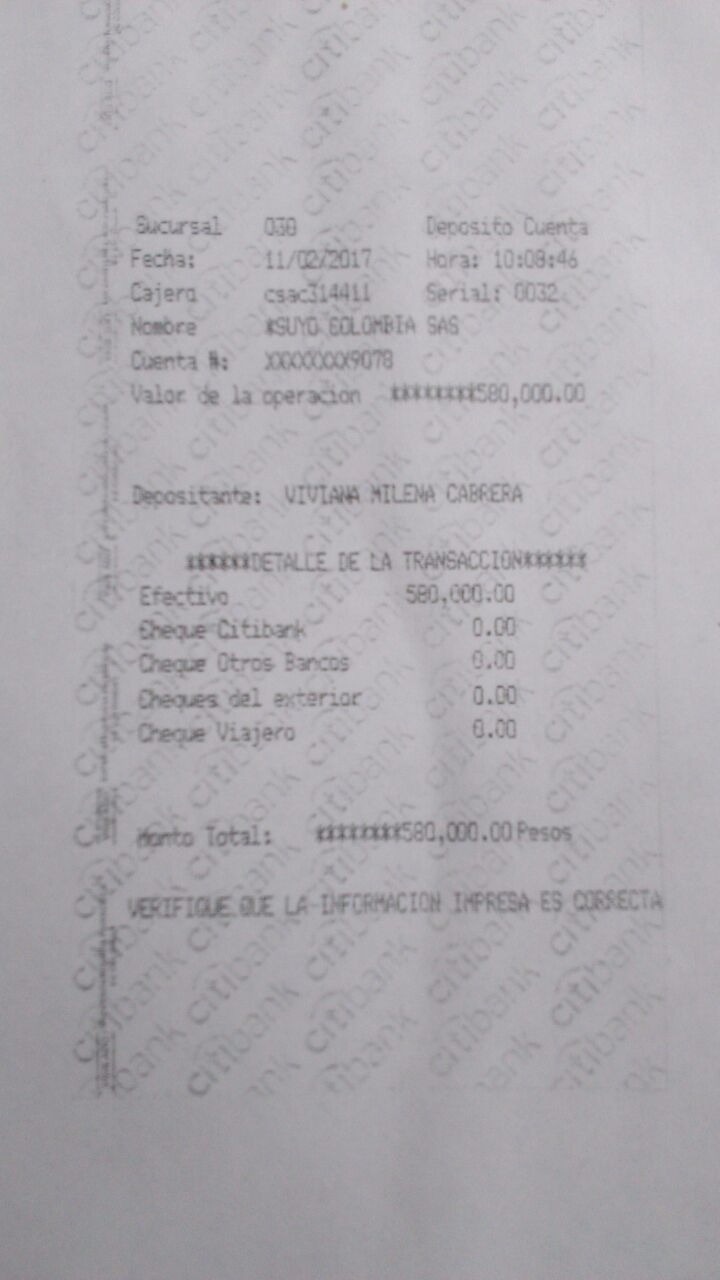 Sucursal 030 Deposito Cuenta
Fecha: 11/02/2017 Hora: 10:08:46
Cajero csac314411 Serial: 0032
Nombre *SUYO COLOMBIA SAS
Cuenta #: XXXXXXXXX9078
Valor de la operacion ********580,000.00
Depositante: VIVIANA MILENA CABRERA
******DETALLE DE LA TRANSACCION******
Efectivo 580,000.00
Cheque Citibank 0.00
Cheque Otros Bancos 0.00
Cheques del exterior 0.00
Cheque Viajero 0.00
Monto Total: ********580,000.00 Pesos
VERIFIQUE QUE LA INFORMACION IMPRESA ES CORRECTA
citibank